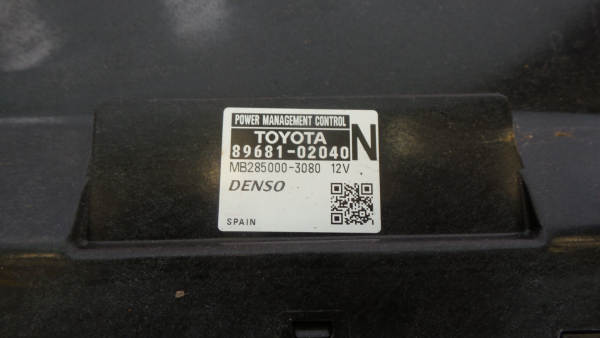 POWER MANAGEMENT CONTROL
TOYOTA N
89681-02040
MB285000-3080 12V
DENSO
SPAIN